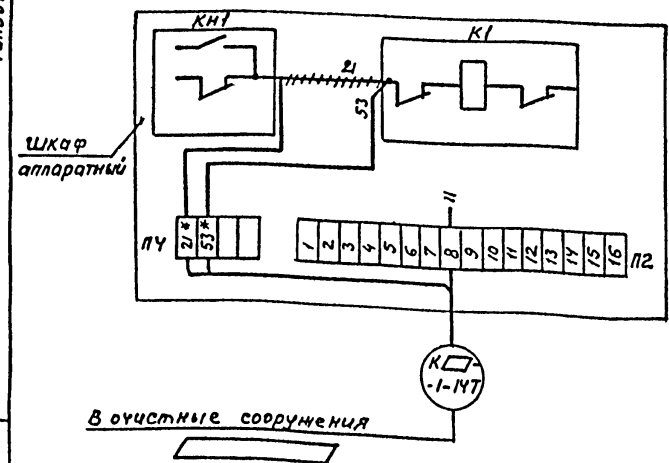 КН1
К1
21
53
Шкаф
аппаратный
П4
21*
53*
11
1 2 3 4 5 6 7 8 9 10 11 12 13 14 15 16
П2
К -
-1-14Т
В очистные сооружения